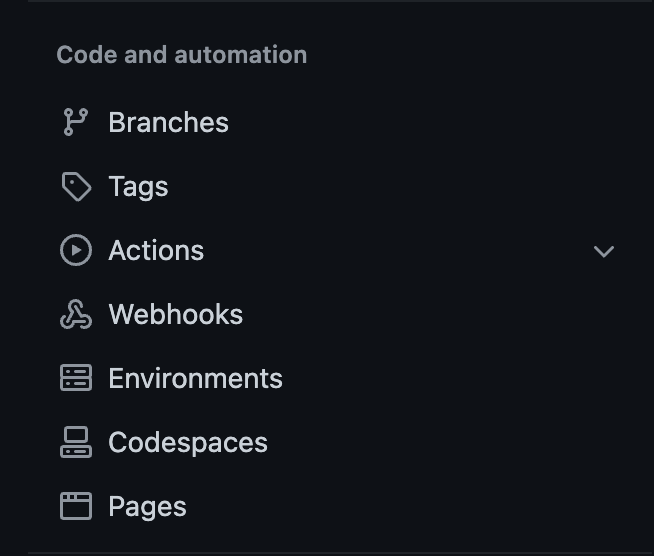 Code and automation
Branches
Tags
Actions
Webhooks
Environments
Codespaces
Pages